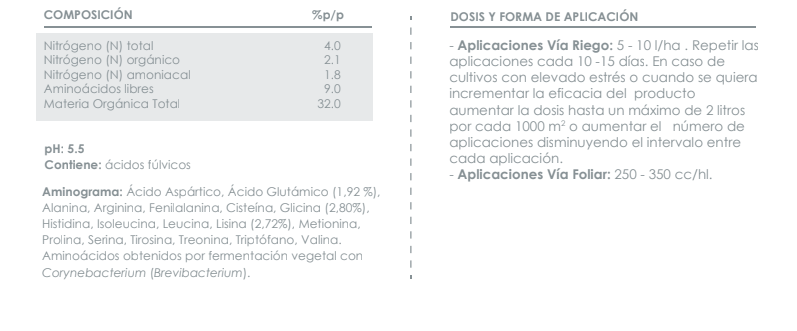 COMPOSICIÓN %p/p
Nitrógeno (N) total 4.0
Nitrógeno (N) orgánico 2.1
Nitrógeno (N) amoniacal 1.8
Aminoácidos libres 9.0
Materia Orgánica Total 32.0
pH: 5.5
Contiene: ácidos fúlvicos
Aminograma: Ácido Aspártico, Ácido Glutámico (1,92 %),
Alanina, Arginina, Fenilalanina, Cisteína, Glicina (2,80%),
Histidina, Isoleucina, Leucina, Lisina (2,72%), Metionina,
Prolina, Serina, Tirosina, Treonina, Triptófano, Valina.
Aminoácidos obtenidos por fermentación vegetal con
Corynebacterium (Brevibacterium).
DOSIS Y FORMA DE APLICACIÓN
- Aplicaciones Vía Riego: 5 - 10 l/ha . Repetir las
aplicaciones cada 10 -15 días. En caso de
cultivos con elevado estrés o cuando se quiera
incrementar la eficacia del producto
aumentar la dosis hasta un máximo de 2 litros
por cada 1000 m² o aumentar el número de
aplicaciones disminuyendo el intervalo entre
cada aplicación.
- Aplicaciones Vía Foliar: 250 - 350 cc/hl.